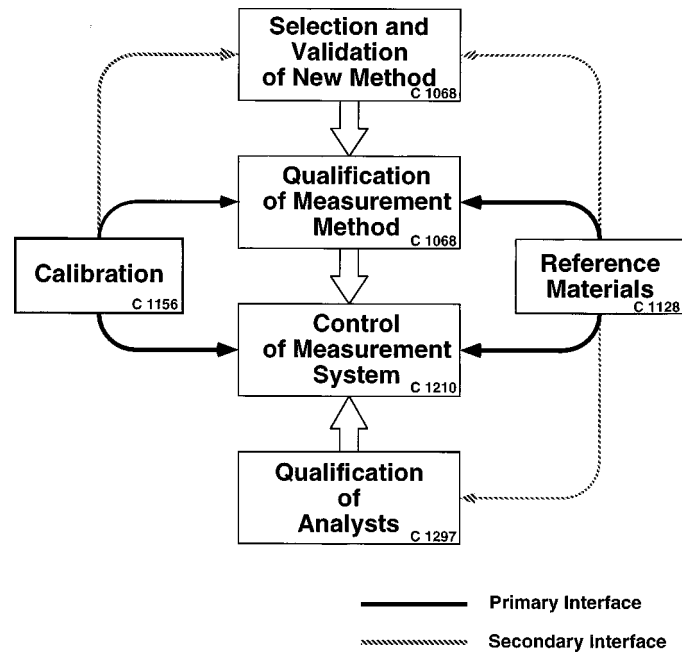 Selection and
Validation
of New Method
C 1068
Qualification
of Measurement
Method
C 1068
Calibration
C 1156
Reference
Materials
C 1128
Control
of Measurement
System
C 1210
Qualification
of
Analysts
C 1297
Primary Interface
Secondary Interface